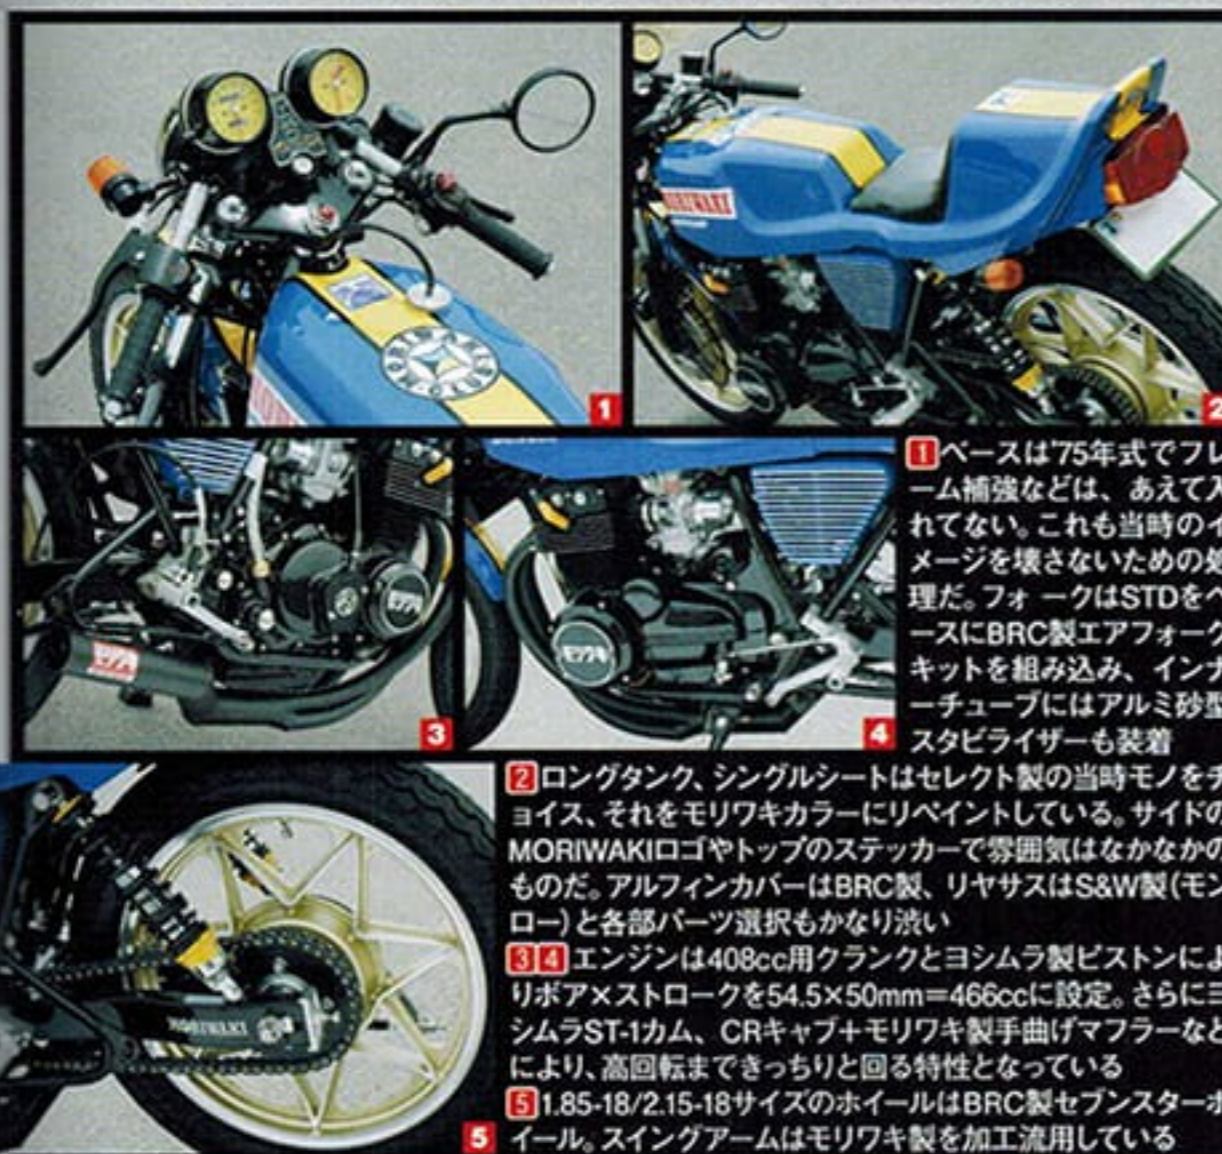 MORIWAKI
1
MORIWAKI
2
モリワキ
モリワキ
3
モリワキ
4
1ベースは'75年式でフレ
ーム補強などは、あえて入
れてない。これも当時のイ
メージを壊さないための処
理だ。フォークはSTDをベ
ースにBRC製エアフォーク
キットを組み込み、インナ
ーチューブにはアルミ砂型
スタビライザーも装着
2ロングタンク、シングルシートはセレクト製の当時モノをチ
ョイス、それをモリワキカラーにリペイントしている。サイドの
MORIWAKIロゴやトップのステッカーで雰囲気はなかなかの
ものだ。アルフィンカバーはBRC製、リヤサスはS&W製(モン
ロー)と各部パーツ選択もかなり渋い
34エンジンは408cc用クランクとヨシムラ製ピストンによ
りボア×ストロークを54.5×50mm=466ccに設定。さらにヨ
シムラST-1カム、CRキャブ+モリワキ製手曲げマフラーなど
により、高回転まできっちりと回る特性となっている
51.85-18/2.15-18サイズのホイールはBRC製セブンスターホ
イール。スイングアームはモリワキ製を加工流用している
MORIWAKI
5